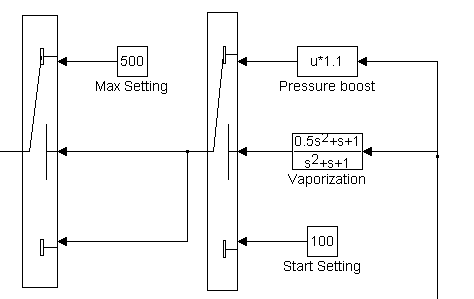 500
Max Setting
u*1.1
Pressure boost
0.5s²+s+1
s²+s+1
Vaporization
100
Start Setting